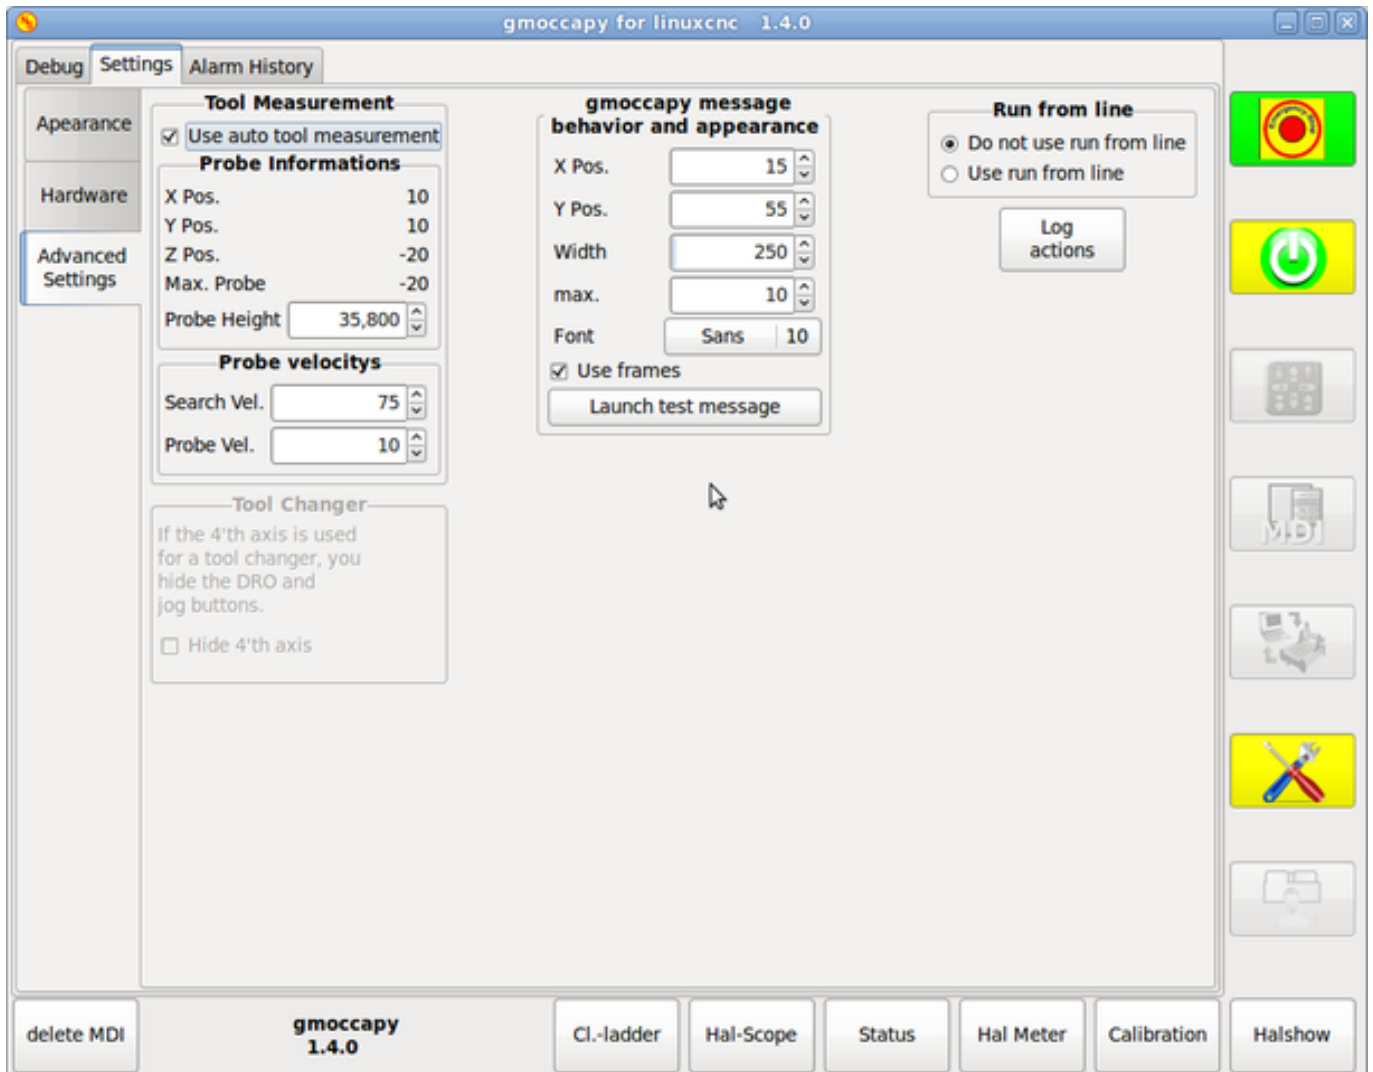 gmoccapy for linuxcnc 1.4.0
Debug
Settings
Alarm History
Apearance
Hardware
Advanced
Settings
Tool Measurement
Use auto tool measurement
Probe Informations
X Pos. 10
Y Pos. 10
Z Pos. -20
Max. Probe -20
Probe Height 35,800
Probe velocitys
Search Vel. 75
Probe Vel. 10
Tool Changer
If the 4'th axis is used
for a tool changer, you
hide the DRO and
jog buttons.
Hide 4'th axis
gmoccapy message
behavior and appearance
X Pos. 15
Y Pos. 55
Width 250
max. 10
Font Sans 10
Use frames
Launch test message
Run from line
Do not use run from line
Use run from line
Log
actions
MDI
delete MDI
gmoccapy
1.4.0
Cl.-ladder
Hal-Scope
Status
Hal Meter
Calibration
Halshow